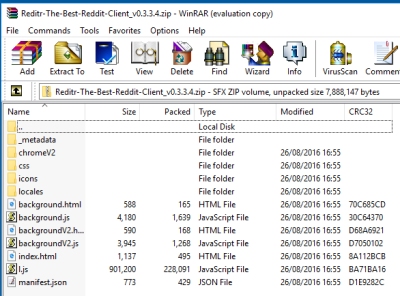 Reditr-The-Best-Reddit-Client_v0.3.3.4.zip - WinRAR (evaluation copy)
File Commands Tools Favorites Options Help
Add Extract To Test View Delete Find Wizard Info VirusScan Comment
Reditr-The-Best-Reddit-Client_v0.3.3.4.zip - SFX ZIP volume, unpacked size 7,888,147 bytes
Name Size Packed Type Modified CRC32
.. Local Disk
_metadata File folder
chromeV2 File folder 26/08/2016 16:55
css File folder 26/08/2016 16:55
icons File folder 26/08/2016 16:55
locales File folder 26/08/2016 16:55
background.html 588 165 HTML File 26/08/2016 16:55 70C685CD
background.js 4,180 1,639 JavaScript File 26/08/2016 16:55 30C64370
backgroundV2.h... 590 168 HTML File 26/08/2016 16:55 D68A6921
backgroundV2.js 3,945 1,268 JavaScript File 26/08/2016 16:55 D7050102
index.html 1,137 495 HTML File 26/08/2016 16:55 8A112BCB
l.js 901,200 228,091 JavaScript File 26/08/2016 16:55 BA71BA16
manifest.json 773 429 JSON File 26/08/2016 16:55 D1E9282C